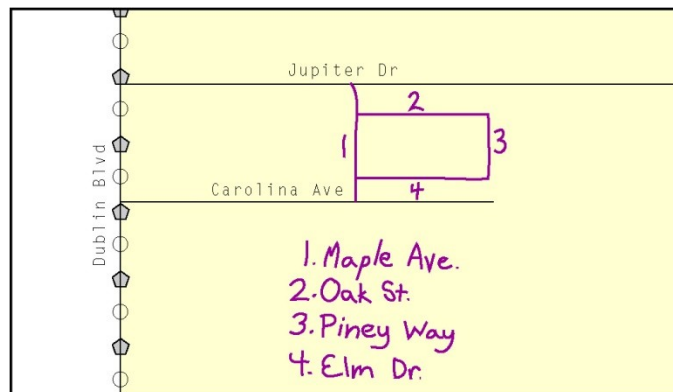 Jupiter Dr
2
1
3
Carolina Ave
4
Dublin Blvd
1. Maple Ave.
2. Oak St.
3. Piney Way
4. Elm Dr.